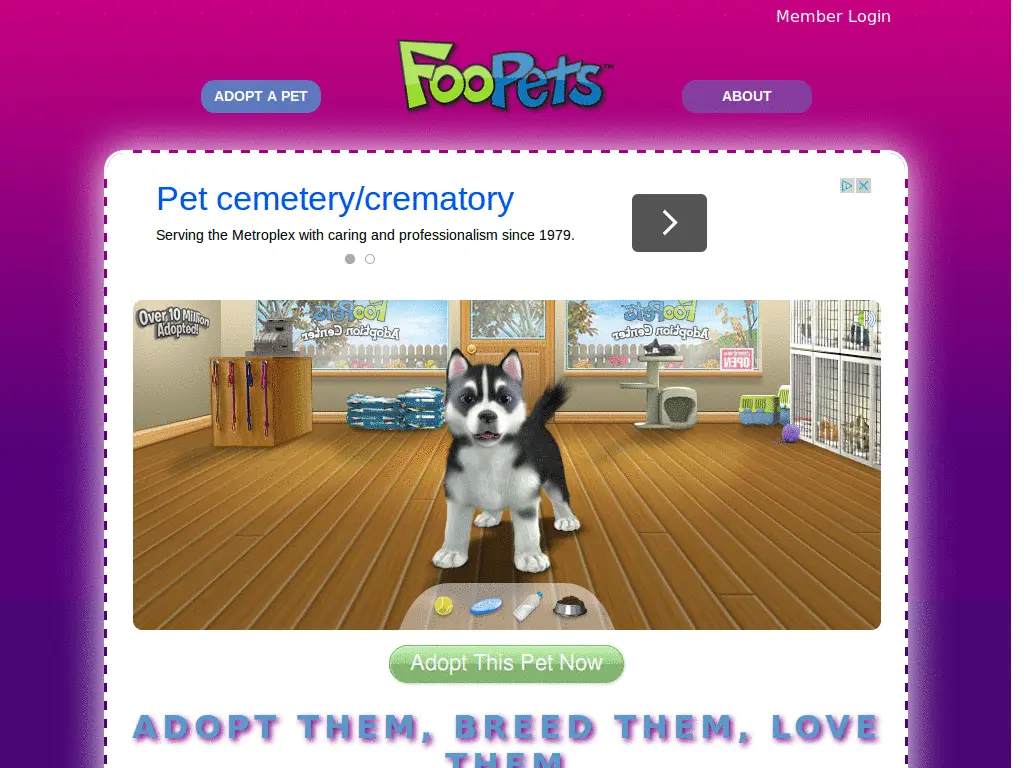 Member Login
ADOPT A PET
FooPets™
ABOUT
Pet cemetery/crematory
Serving the Metroplex with caring and professionalism since 1979.
Over 10 Million
Adopted!
FooPets
Adoption Center
FooPets
Adoption Center
OPEN
Adopt This Pet Now
ADOPT THEM, BREED THEM, LOVE
THEM